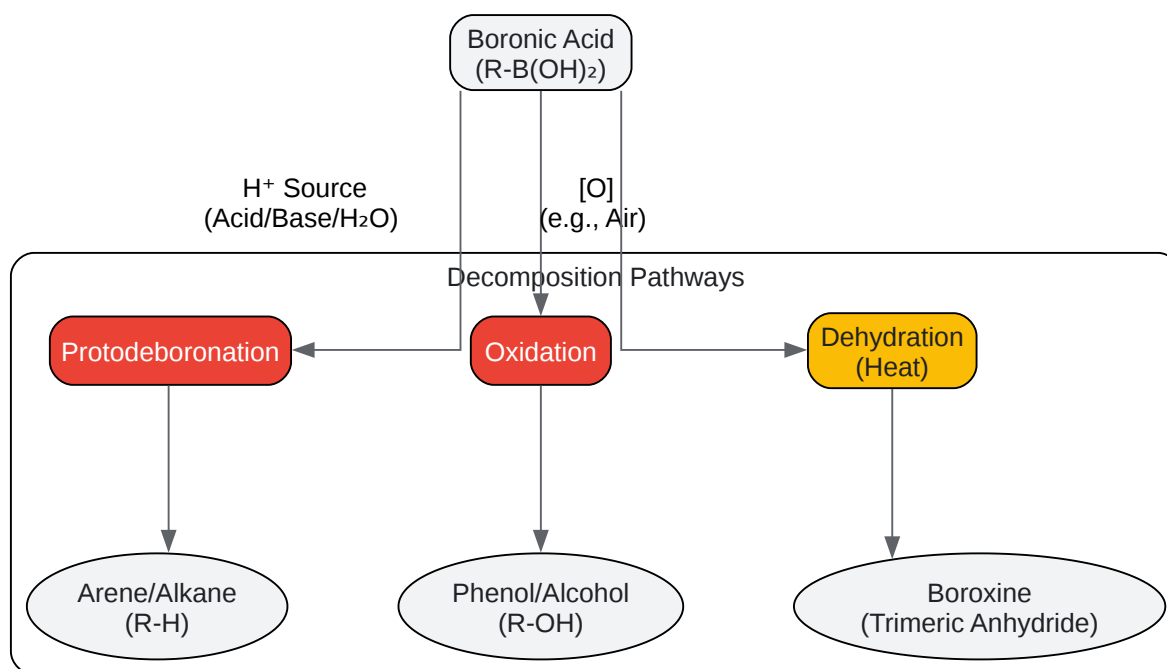 Boronic Acid
(R-B(OH)₂)
H⁺ Source
(Acid/Base/H₂O)
[O]
(e.g., Air)
Decomposition Pathways
Protodeboronation
Oxidation
Dehydration
(Heat)
Arene/Alkane
(R-H)
Phenol/Alcohol
(R-OH)
Boroxine
(Trimeric Anhydride)